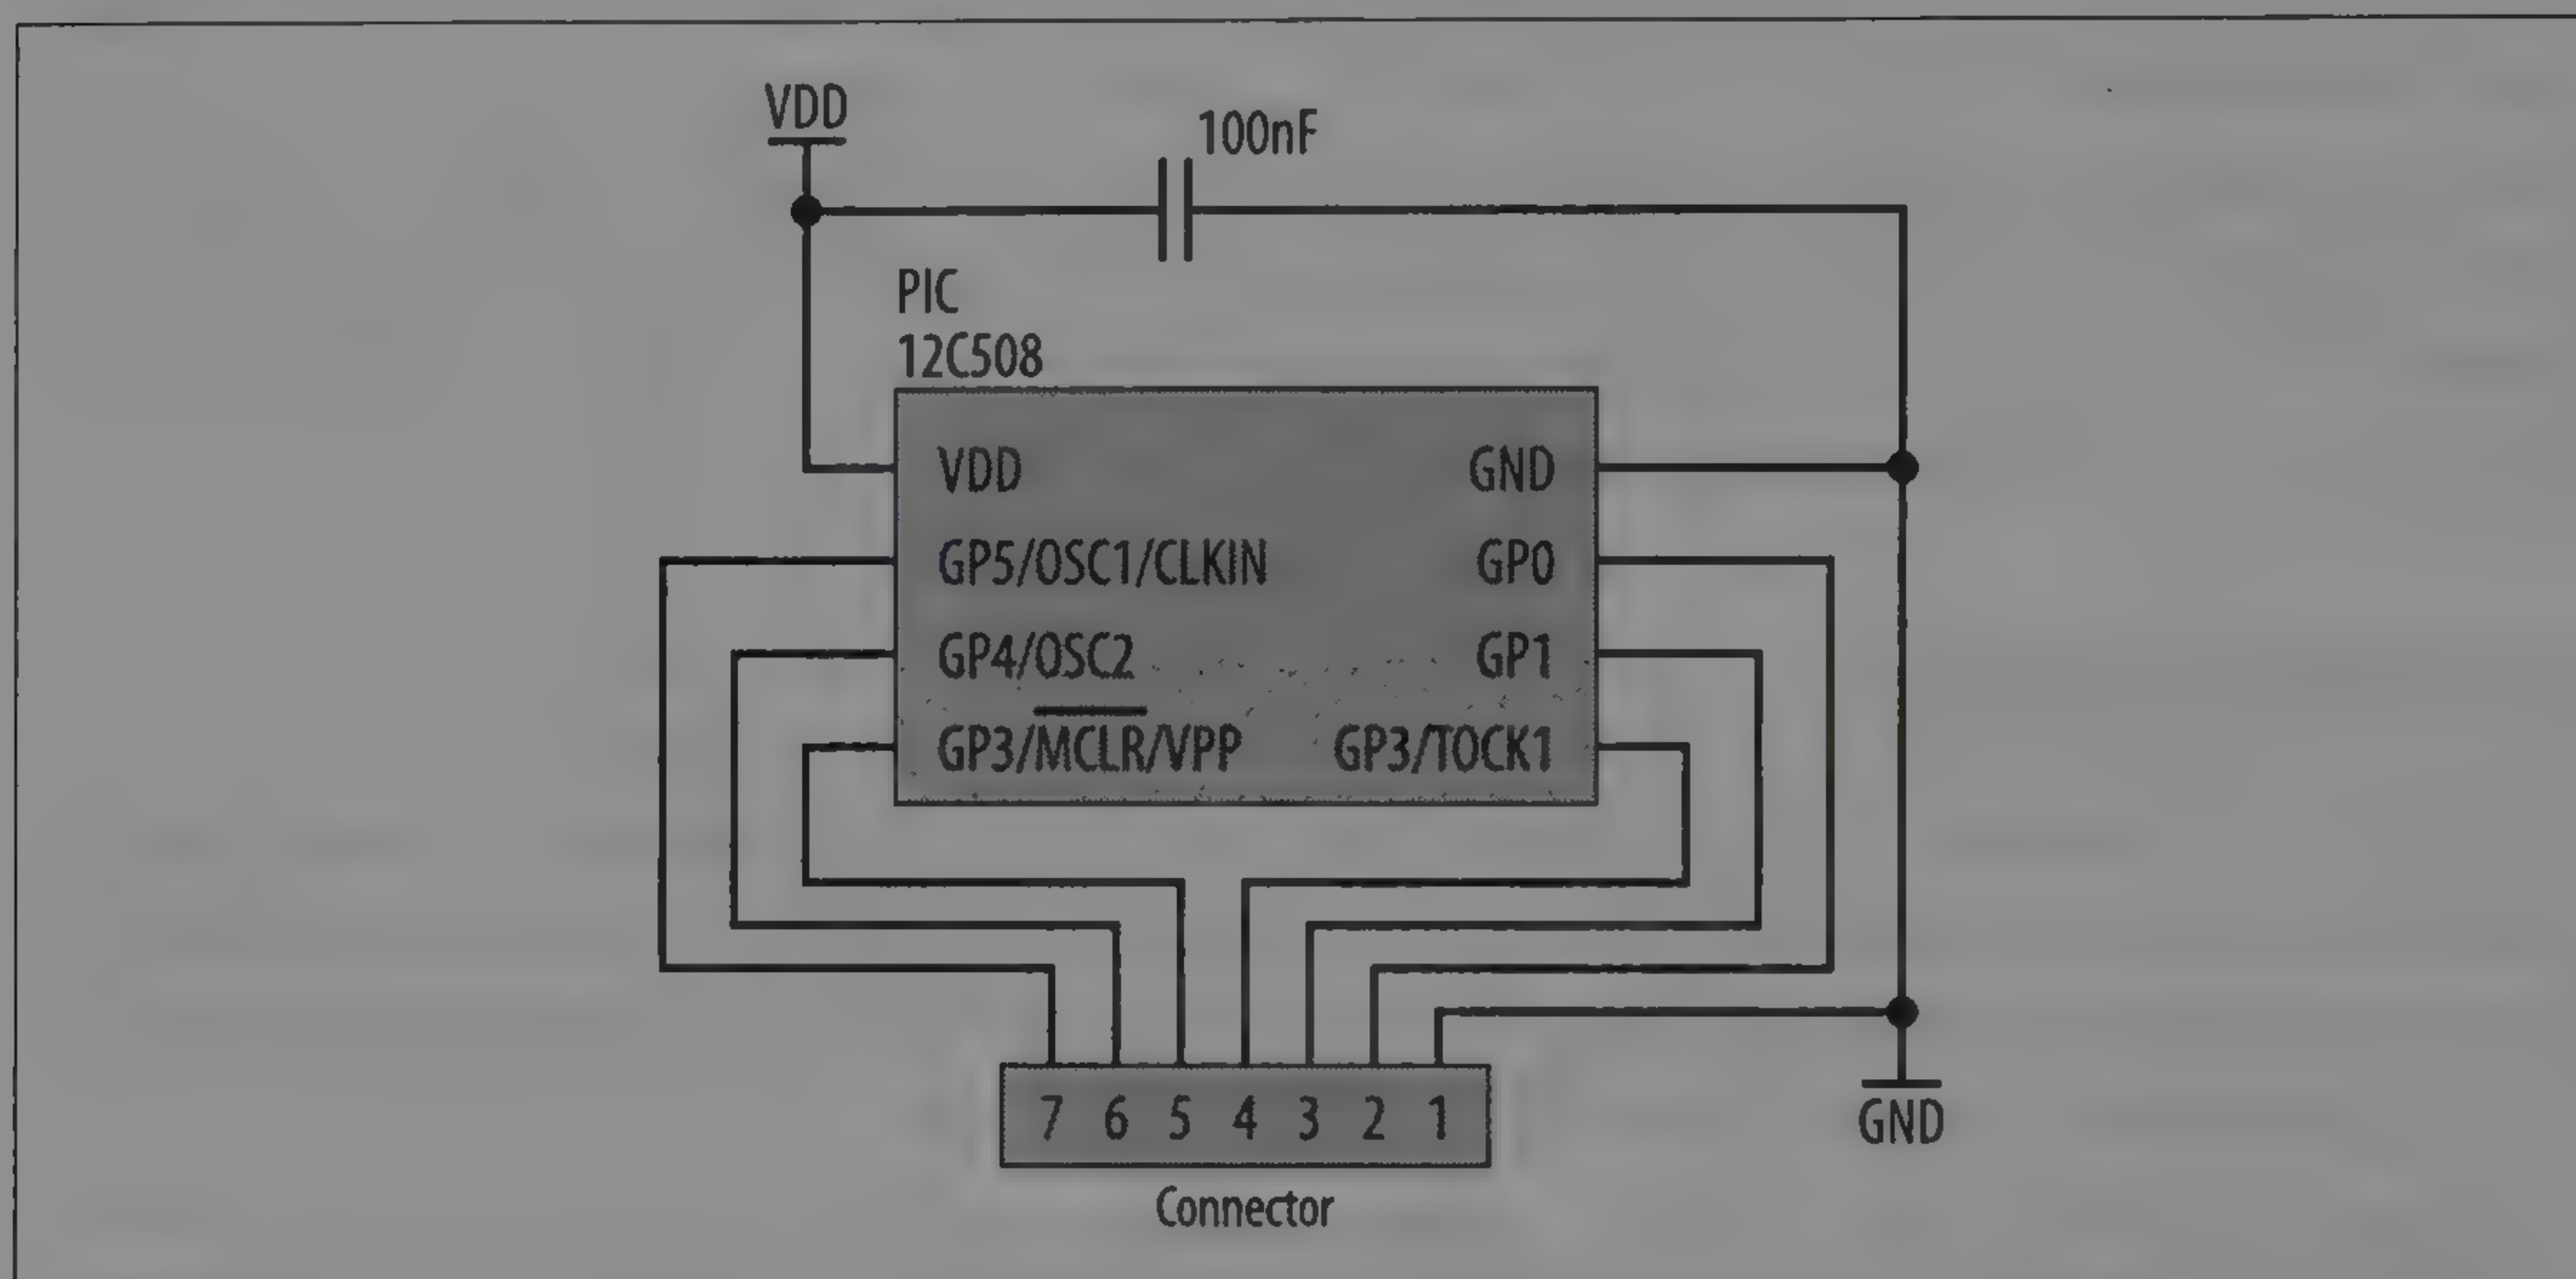 VDD
100nF
PIC
12C508
VDD
GND
GP5/OSC1/CLKIN
GP0
GP4/OSC2
GP1
GP3/MCLR/VPP
GP3/TOCK1
7 6 5 4 3 2 1
GND
Connector